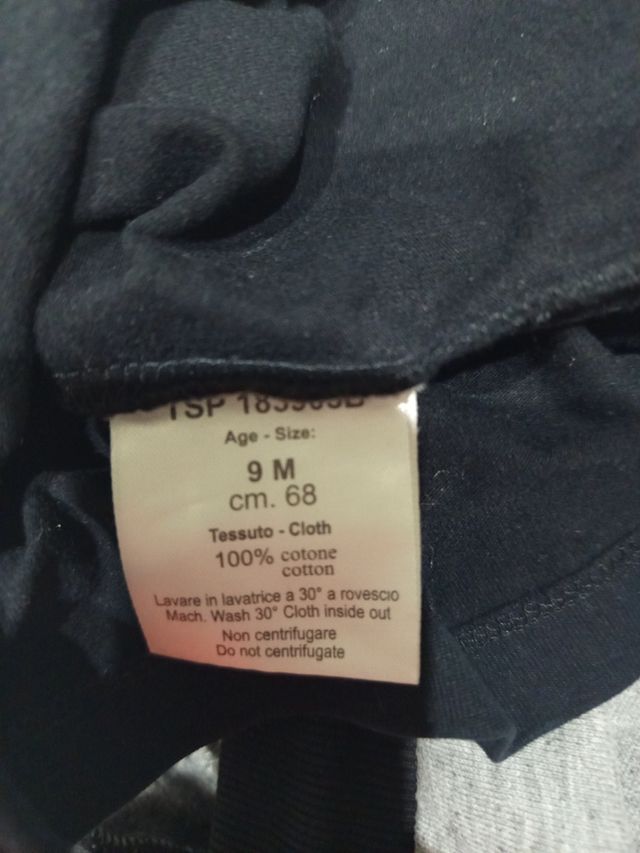 TSP
Age - Size:
9 M
cm. 68
Tessuto - Cloth
100% cotone
cotton
Lavare in lavatrice a 30° a rovescio
Mach. Wash 30° Cloth inside out
Non centrifugare
Do not centrifugate